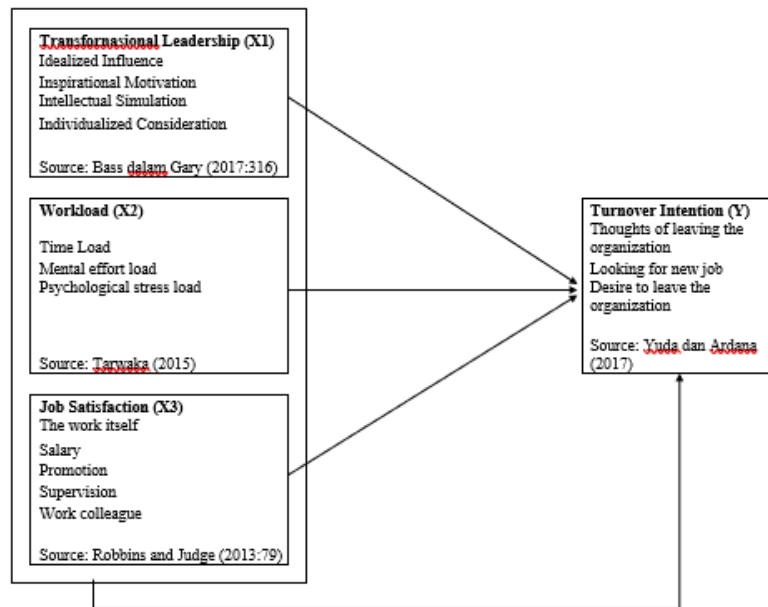 Transfornasional Leadership (X1)
Idealized Influence
Inspirational Motivation
Intellectual Simulation
Individualized Consideration
Source: Bass dalam Gary (2017:316)
Workload (X2)
Time Load
Mental effort load
Psychological stress load
Source: Tarwaka (2015)
Job Satisfaction (X3)
The work itself
Salary
Promotion
Supervision
Work colleague
Source: Robbins and Judge (2013:79)
Turnover Intention (Y)
Thoughts of leaving the
organization
Looking for new job
Desire to leave the
organization
Source: Yuda dan Ardana
(2017)